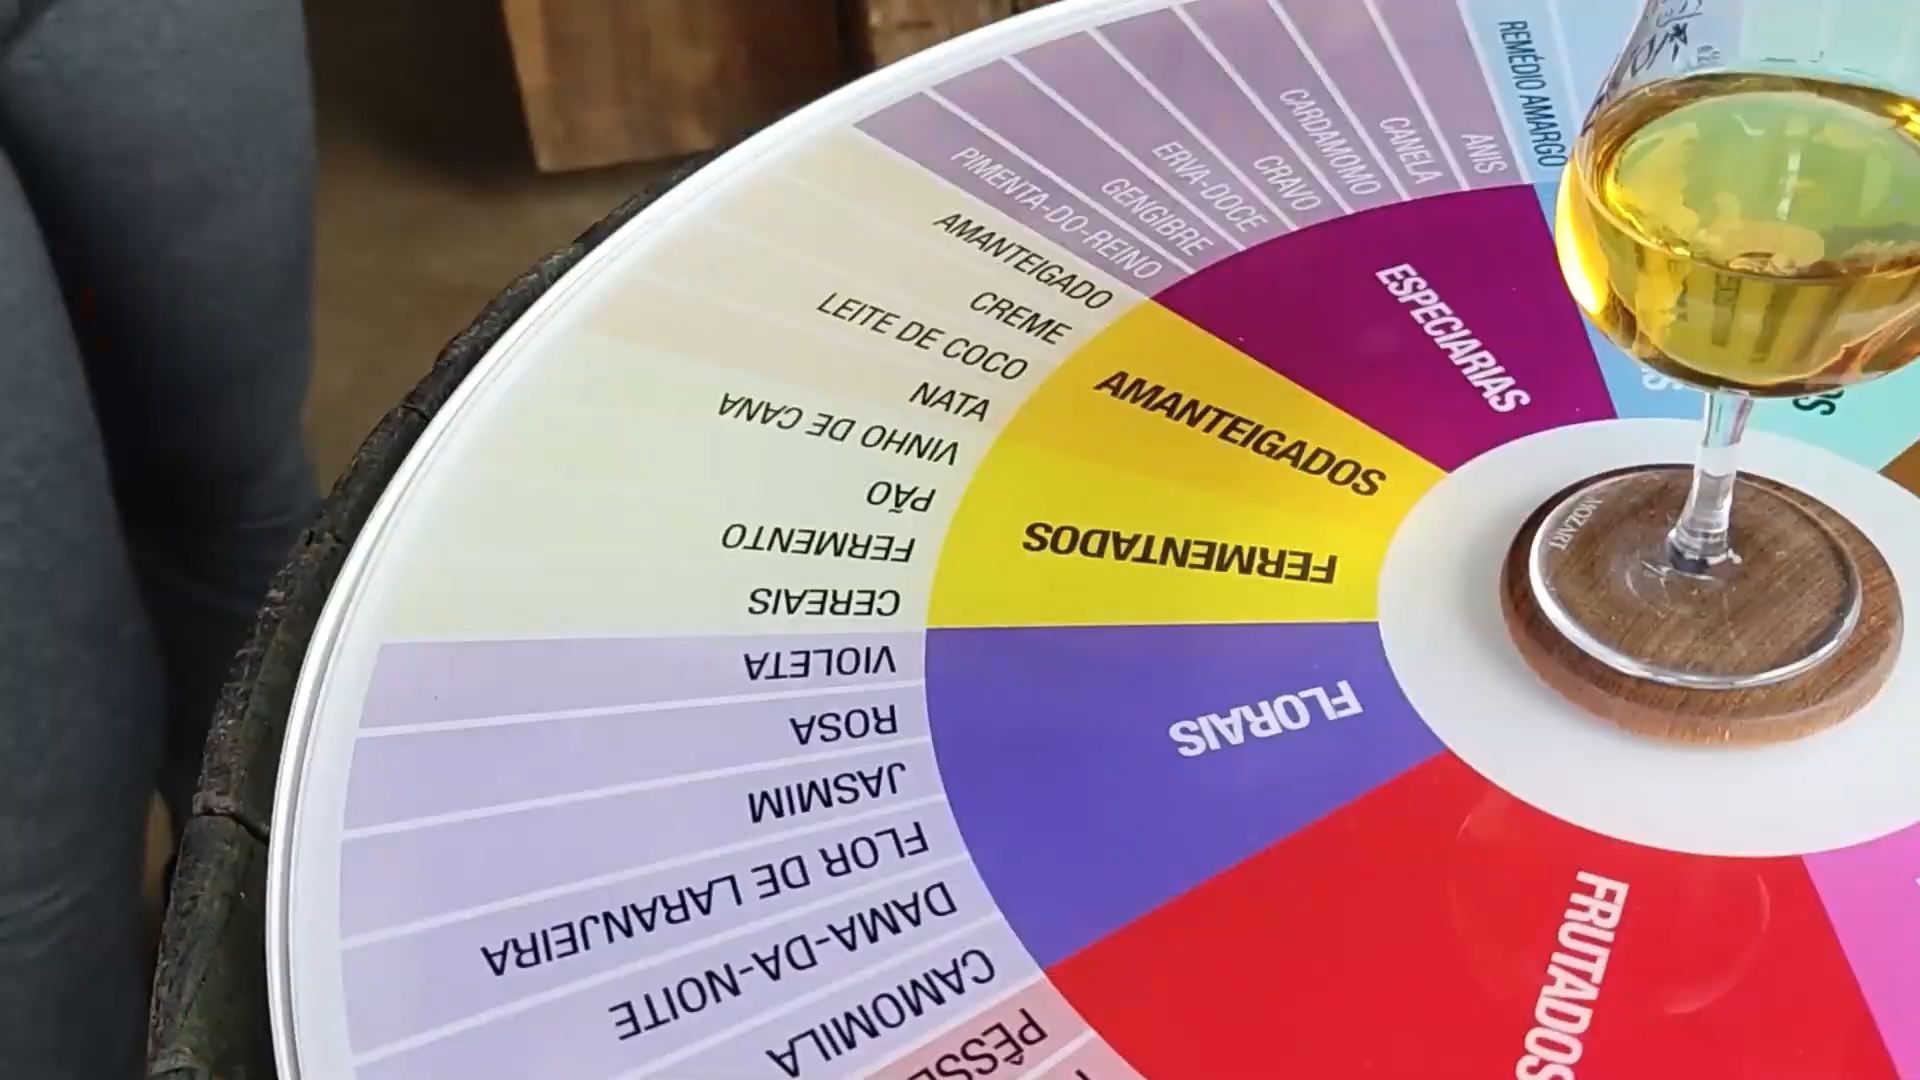 REMÉDIO AMARGO
ANIS
CANELA
CARDAMOMO
CRAVO
ERVA-DOCE
GENGIBRE
PIMENTA-DO-REINO
ESPECIARIAS
AMANTEIGADO
CREME
LEITE DE COCO
NATA
AMANTEIGADOS
VINHO DE CANA
PÃO
FERMENTO
CEREAIS
FERMENTADOS
VIOLETA
ROSA
JASMIM
FLOR DE LARANJEIRA
DAMA-DA-NOITE
CAMOMILA
FLORAIS
FRUTADOS
MOZART